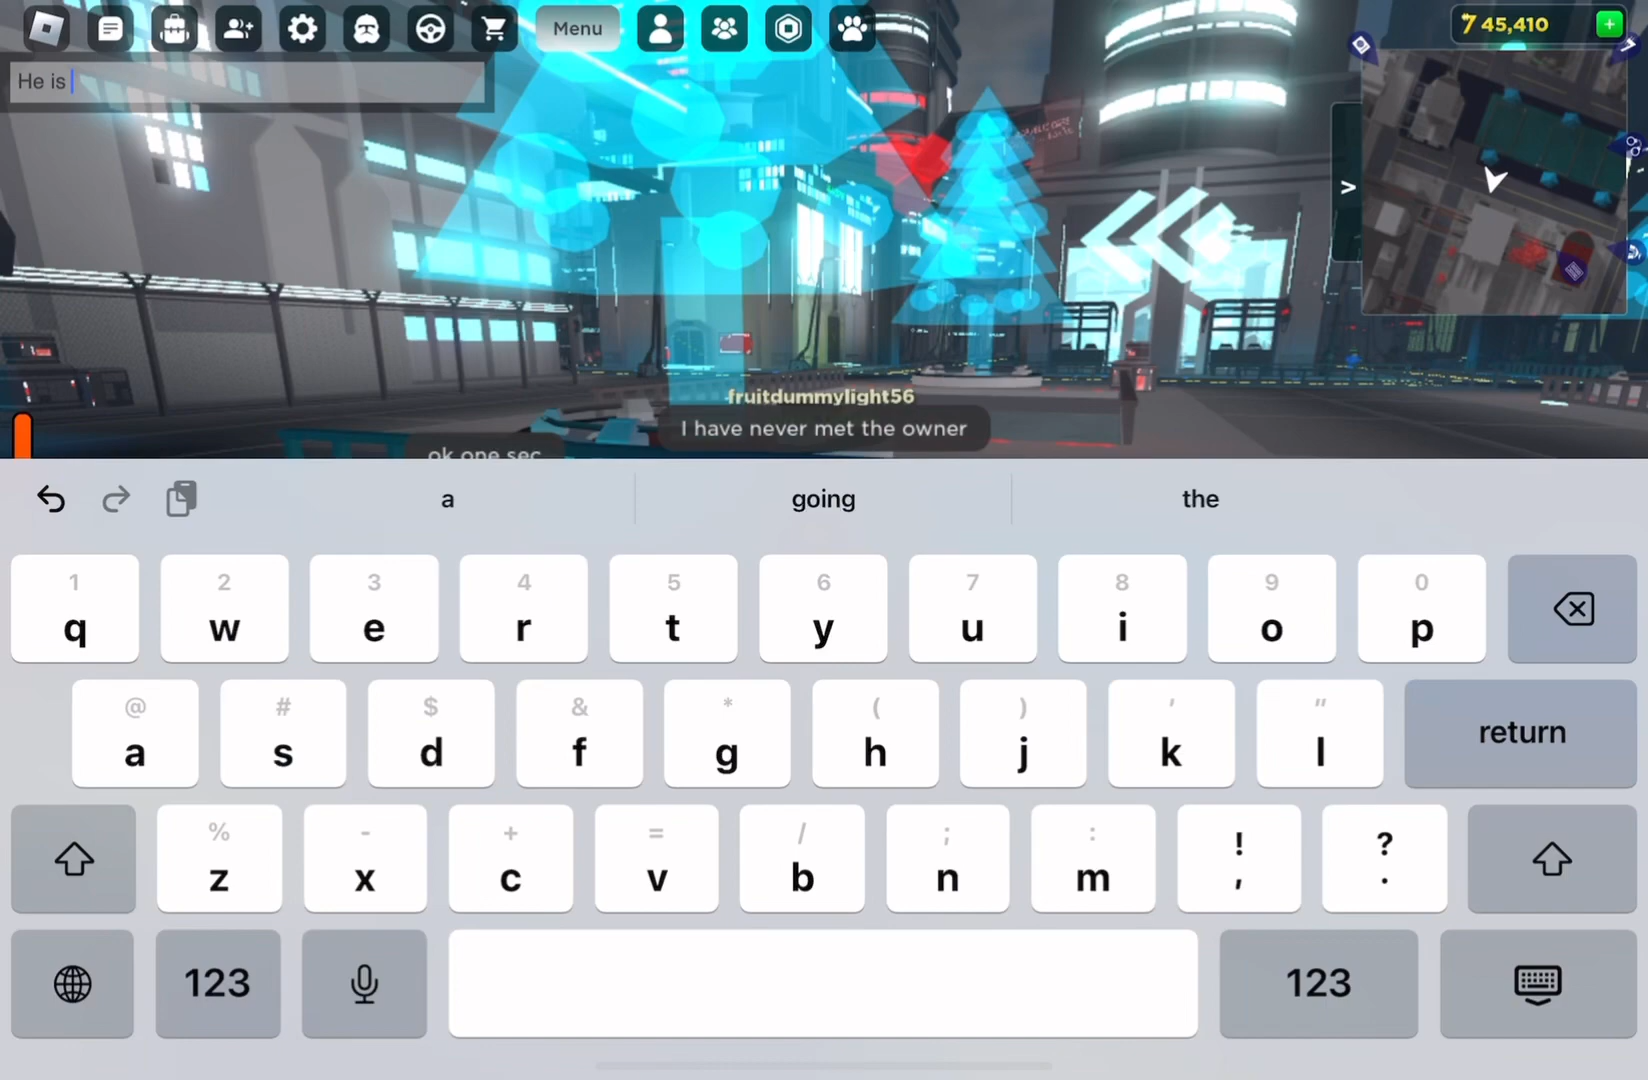 Menu
45,410
He is
fruitdummylight56
I have never met the owner
ok one sec
a going the
1 2 3 4 5 6 7 8 9 0
q w e r t y u i o p
@ # $ & * ( ) ' "
a s d f g h j k l return
% - + = / ; : ! ?
z x c v b n m , .
123 123